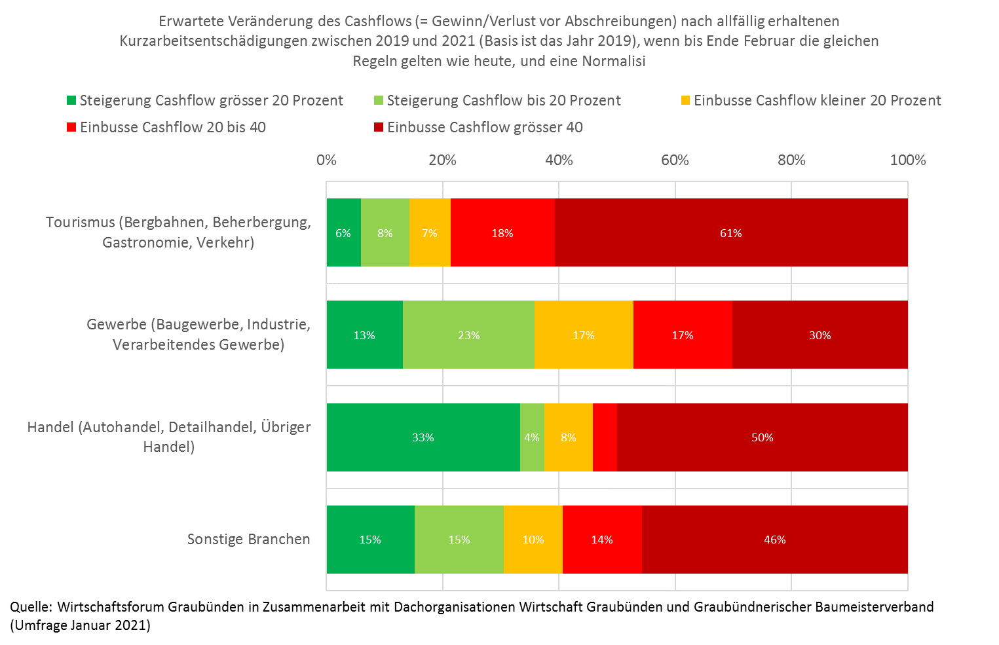 Erwartete Veränderung des Cashflows (= Gewinn/Verlust vor Abschreibungen) nach allfällig erhaltenen
Kurzarbeitsentschädigungen zwischen 2019 und 2021 (Basis ist das Jahr 2019), wenn bis Ende Februar die gleichen
Regeln gelten wie heute, und eine Normalisi
Steigerung Cashflow grösser 20 Prozent
Steigerung Cashflow bis 20 Prozent
Einbusse Cashflow kleiner 20 Prozent
Einbusse Cashflow 20 bis 40
Einbusse Cashflow grösser 40
0% 20% 40% 60% 80% 100%
Tourismus (Bergbahnen, Beherbergung,
Gastronomie, Verkehr)
6% 8% 7% 18% 61%
Gewerbe (Baugewerbe, Industrie,
Verarbeitendes Gewerbe)
13% 23% 17% 17% 30%
Handel (Autohandel, Detailhandel, Übriger
Handel)
33% 4% 8% 50%
Sonstige Branchen
15% 15% 10% 14% 46%
Quelle: Wirtschaftsforum Graubünden in Zusammenarbeit mit Dachorganisationen Wirtschaft Graubünden und Graubündnerischer Baumeisterverband
(Umfrage Januar 2021)